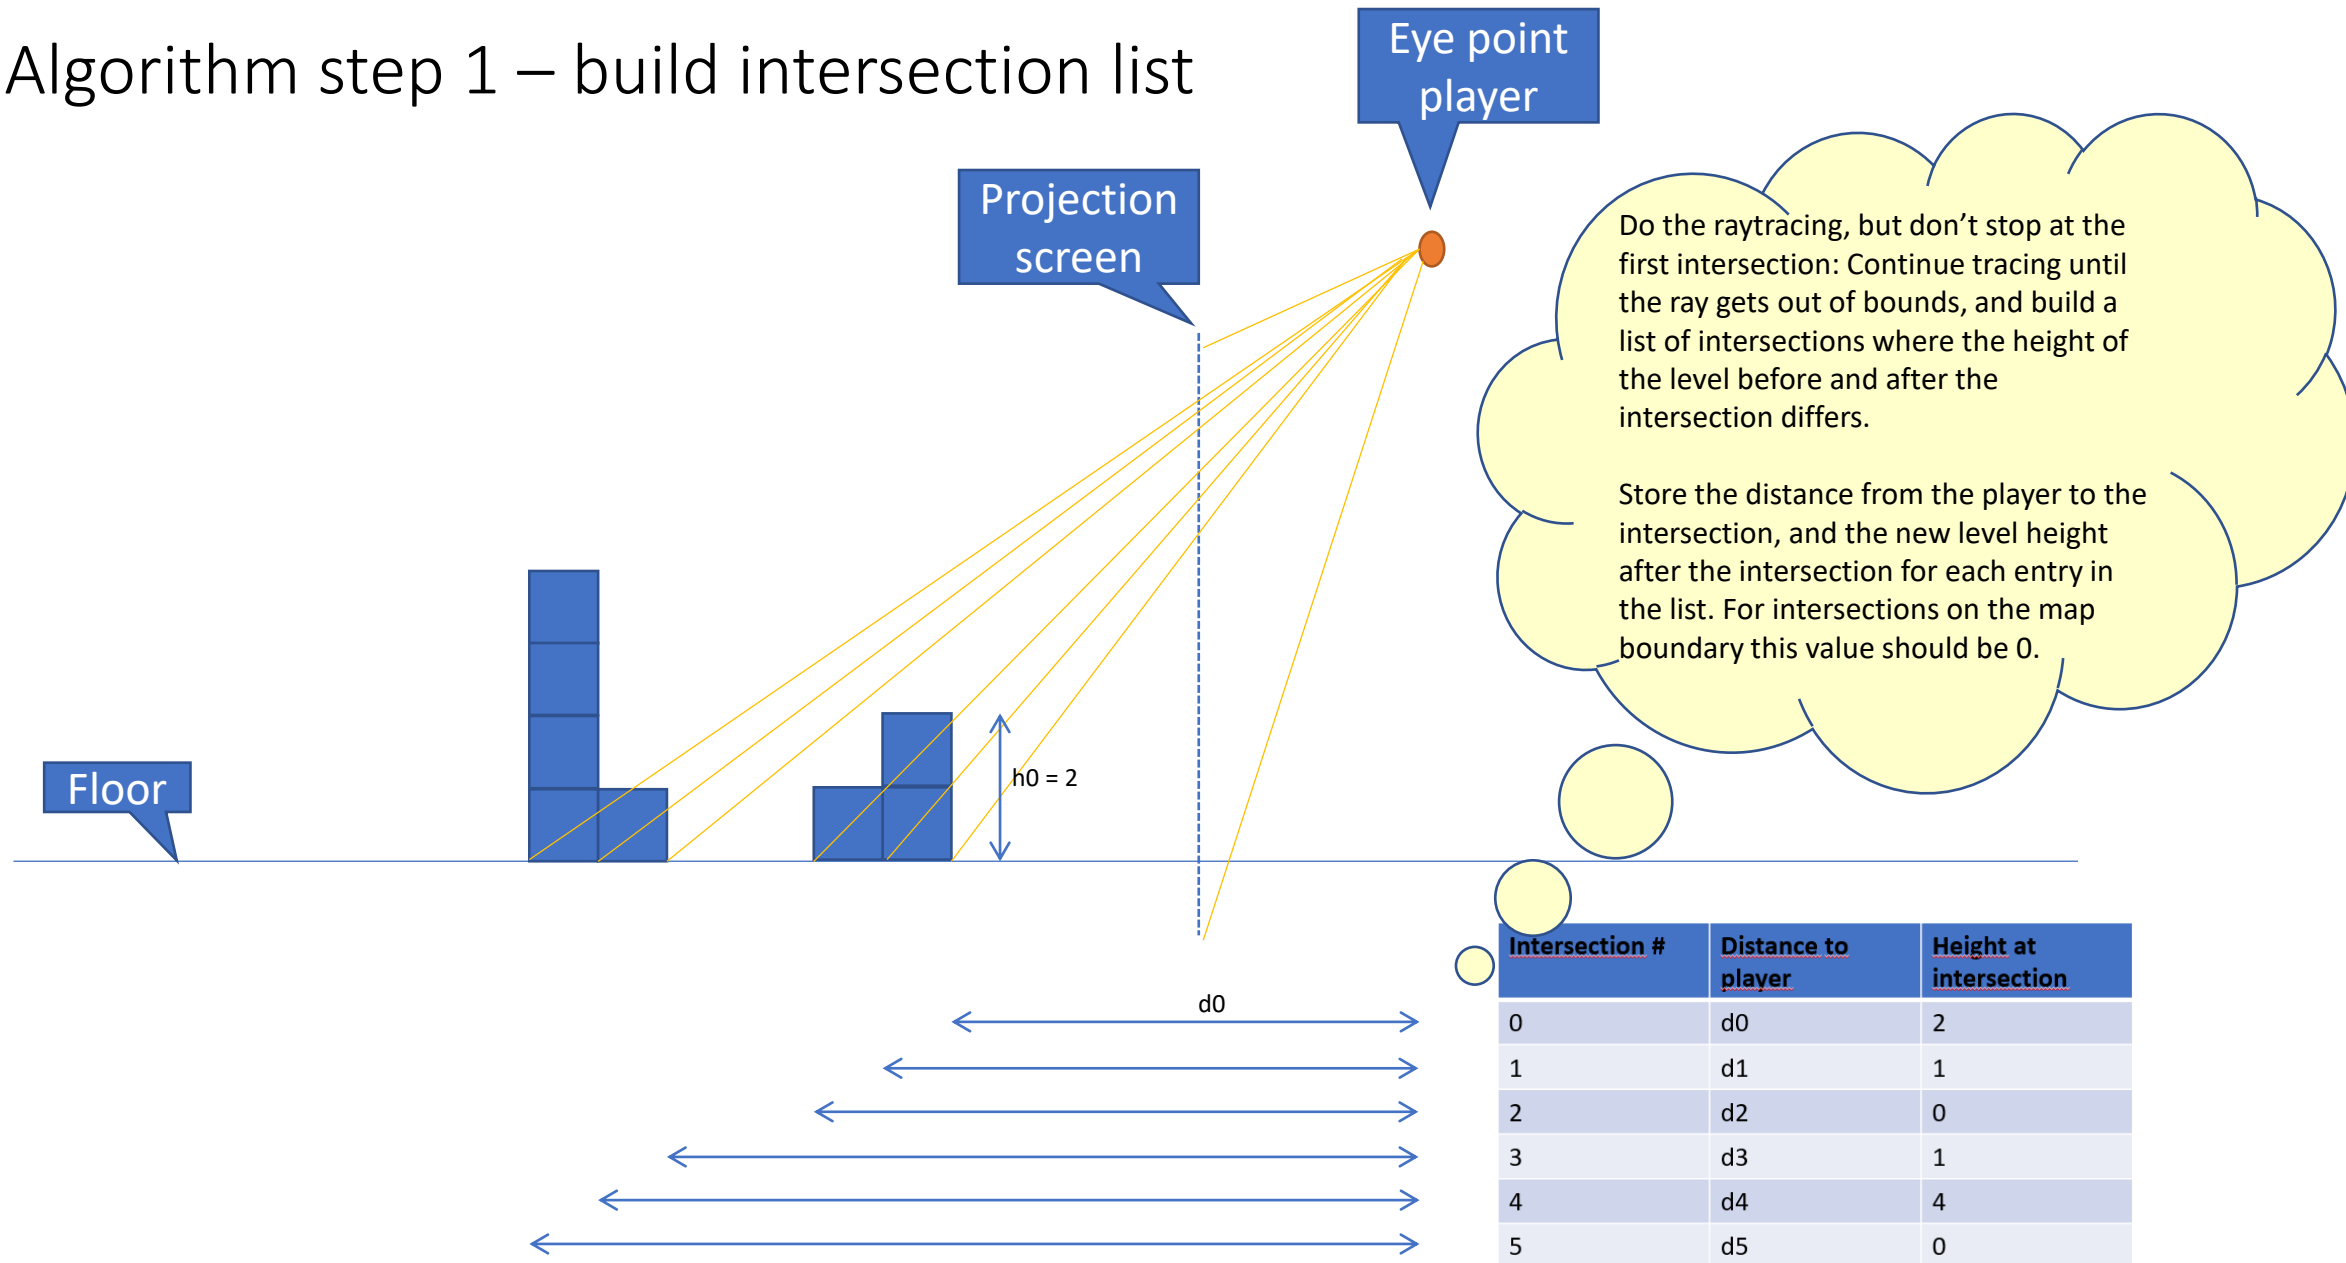 Algorithm step 1 – build intersection list
Eye point
player
Projection
screen
Do the raytracing, but don’t stop at the
first intersection: Continue tracing until
the ray gets out of bounds, and build a
list of intersections where the height of
the level before and after the
intersection differs.
Store the distance from the player to the
intersection, and the new level height
after the intersection for each entry in
the list. For intersections on the map
boundary this value should be 0.
Floor
h0 = 2
d0
Intersection # Distance to player Height at intersection
0 d0 2
1 d1 1
2 d2 0
3 d3 1
4 d4 4
5 d5 0